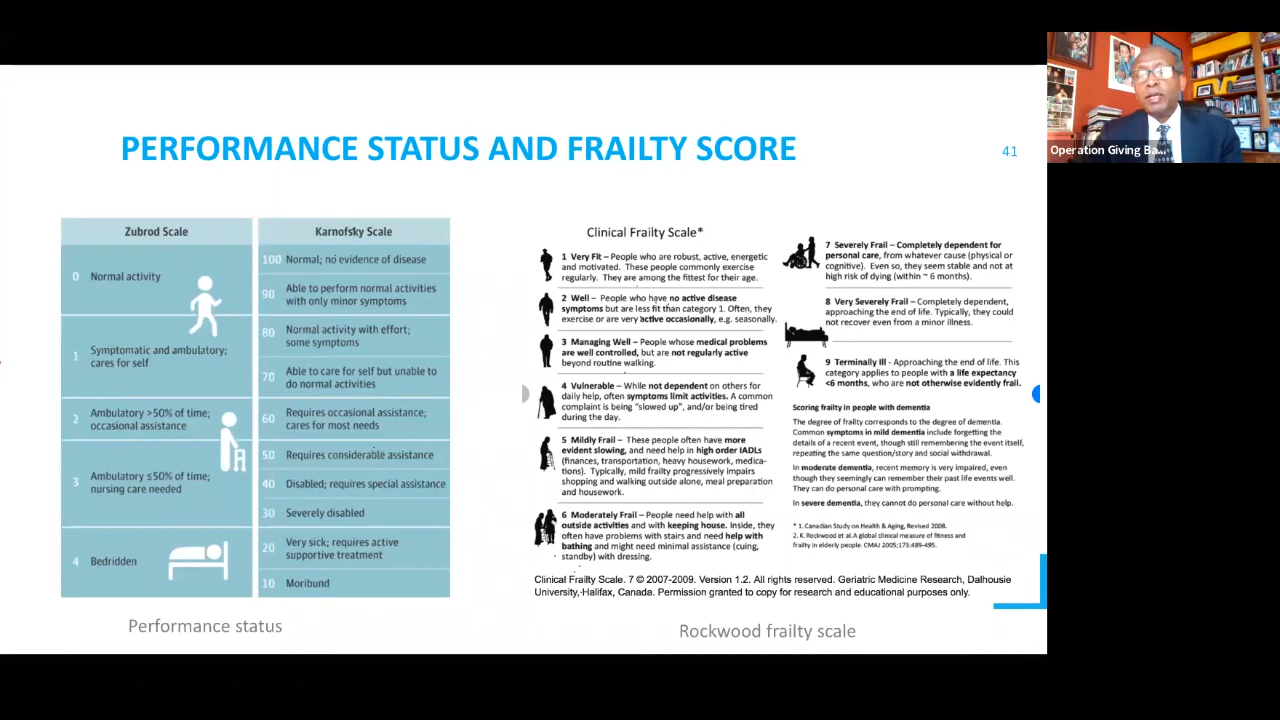 PERFORMANCE STATUS AND FRAILTY SCORE
41
Operation Giving Ba...
Zubrod Scale
0 Normal activity
1 Symptomatic and ambulatory;
cares for self
2 Ambulatory >50% of time;
occasional assistance
3 Ambulatory ≤50% of time;
nursing care needed
4 Bedridden
Karnofsky Scale
100 Normal; no evidence of disease
90 Able to perform normal activities
with only minor symptoms
80 Normal activity with effort;
some symptoms
70 Able to care for self but unable to
do normal activities
60 Requires occasional assistance;
cares for most needs
50 Requires considerable assistance
40 Disabled; requires special assistance
30 Severely disabled
20 Very sick; requires active
supportive treatment
10 Moribund
Performance status
Clinical Frailty Scale*
1 Very Fit – People who are robust, active, energetic
and motivated. These people commonly exercise
regularly. They are among the fittest for their age.
2 Well – People who have no active disease
symptoms but are less fit than category 1. Often, they
exercise or are very active occasionally, e.g. seasonally.
3 Managing Well – People whose medical problems
are well controlled, but are not regularly active
beyond routine walking.
4 Vulnerable – While not dependent on others for
daily help, often symptoms limit activities. A common
complaint is being "slowed up", and/or being tired
during the day.
5 Mildly Frail – These people often have more
evident slowing, and need help in high order IADLs
(finances, transportation, heavy housework, medica-
tions). Typically, mild frailty progressively impairs
shopping and walking outside alone, meal preparation
and housework.
6 Moderately Frail – People need help with all
outside activities and with keeping house. Inside, they
often have problems with stairs and need help with
bathing and might need minimal assistance (cuing,
standby) with dressing.
7 Severely Frail – Completely dependent for
personal care, from whatever cause (physical or
cognitive). Even so, they seem stable and not at
high risk of dying (within ~ 6 months).
8 Very Severely Frail – Completely dependent,
approaching the end of life. Typically, they could
not recover even from a minor illness.
9 Terminally Ill - Approaching the end of life. This
category applies to people with a life expectancy
<6 months, who are not otherwise evidently frail.
Scoring frailty in people with dementia
The degree of frailty corresponds to the degree of dementia.
Common symptoms in mild dementia include forgetting the
details of a recent event, though still remembering the event itself,
repeating the same question/story and social withdrawal.
In moderate dementia, recent memory is very impaired, even
though they seemingly can remember their past life events well.
They can do personal care with prompting.
In severe dementia, they cannot do personal care without help.
* 1. Canadian Study on Health & Aging, Revised 2008.
2. K. Rockwood et al. A global clinical measure of fitness and
frailty in elderly people. CMAJ 2005;173:489-495.
Clinical Frailty Scale. 7 © 2007-2009. Version 1.2. All rights reserved. Geriatric Medicine Research, Dalhousie
University, Halifax, Canada. Permission granted to copy for research and educational purposes only.
Rockwood frailty scale